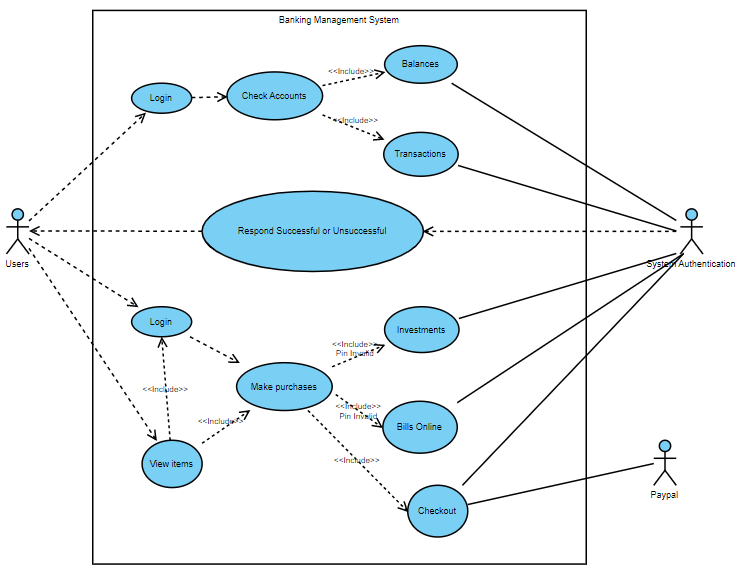 Banking Management System
Balances
<<Include>>
Login
Check Accounts
<<Include>>
Transactions
Respond Successful or Unsuccessful
Users
System Authentication
Login
Investments
<<Include>>
Pin Invalid
Make purchases
<<Include>>
<<Include>>
Pin Invalid
<<Include>>
Bills Online
View items
<<Include>>
Paypal
Checkout